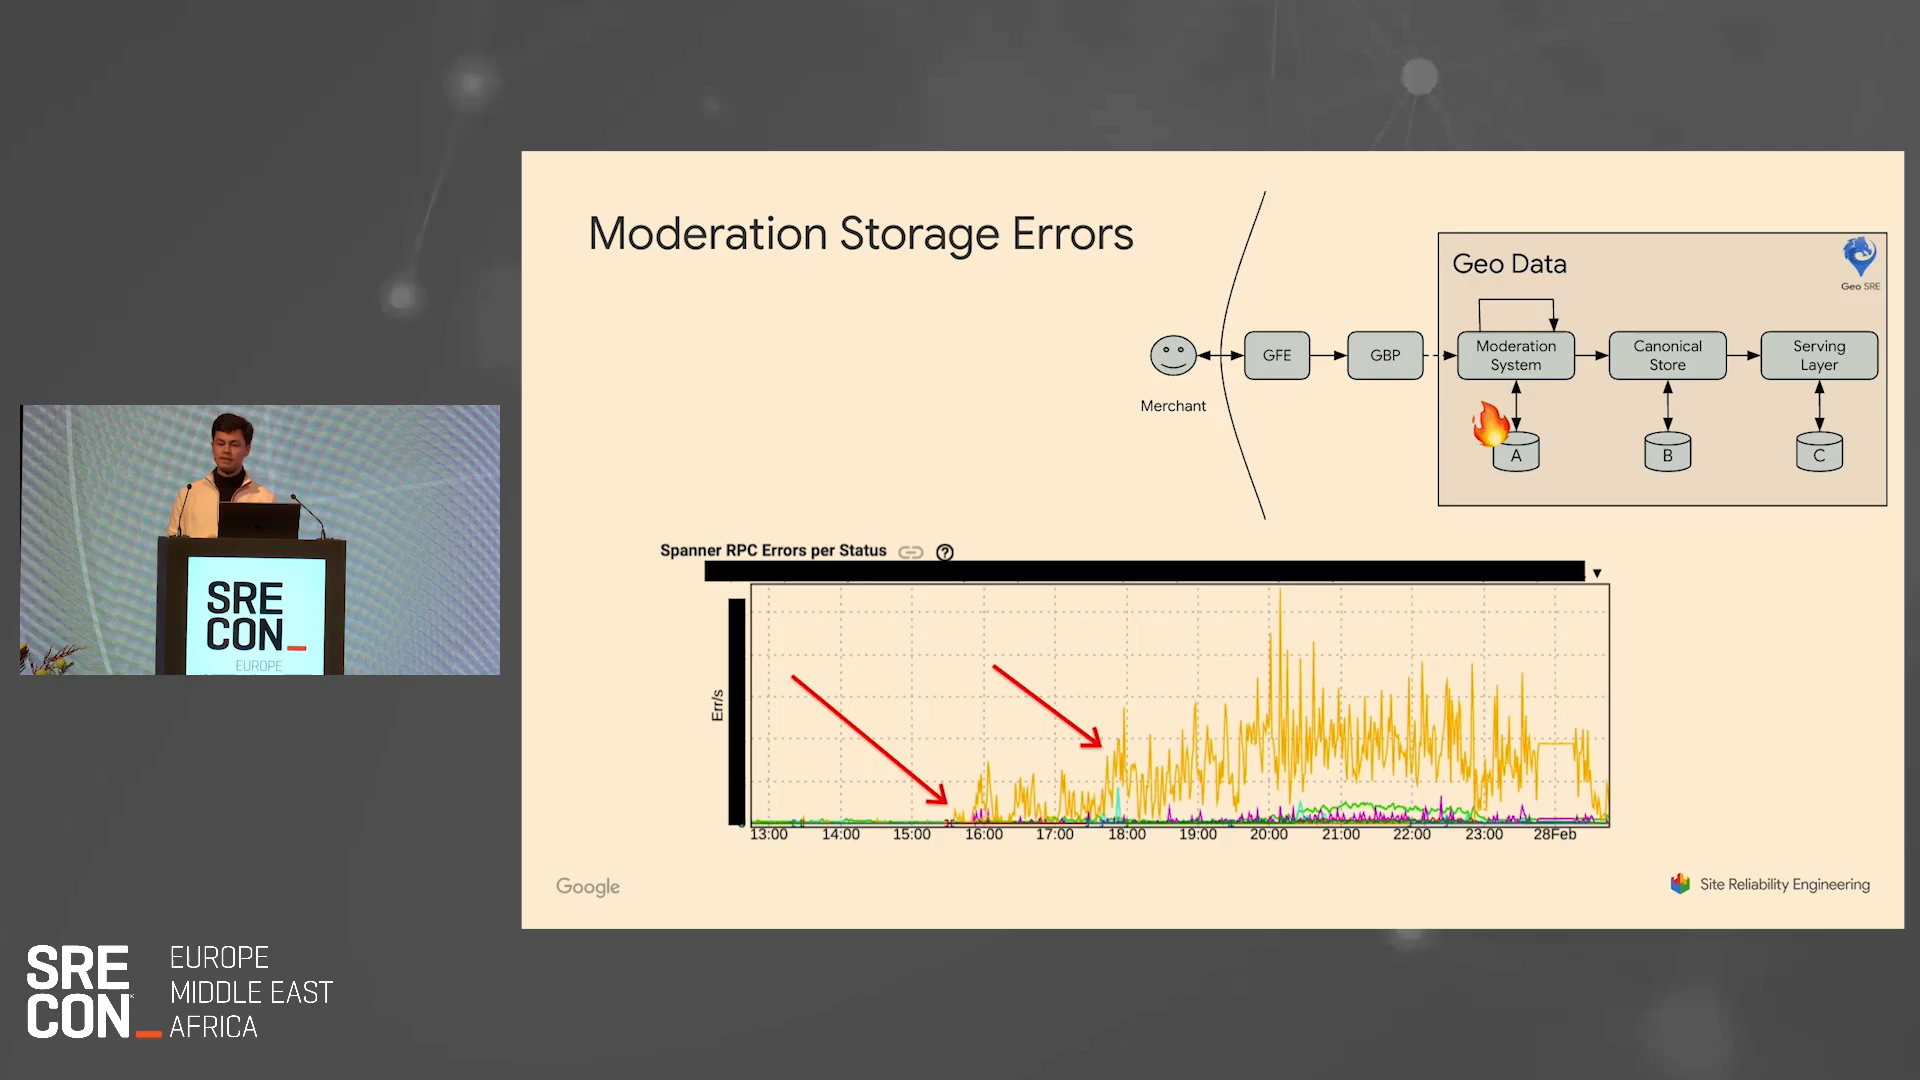 Moderation Storage Errors
Geo Data
Geo SRE
Moderation
System
Canonical
Store
Serving
Layer
GFE
GBP
Merchant
A
B
C
Spanner RPC Errors per Status
?
Err/s
13:00 14:00 15:00 16:00 17:00 18:00 19:00 20:00 21:00 22:00 23:00 28Feb
Google
Site Reliability Engineering
SRE
CON_
EUROPE
SRE
CON_
EUROPE
MIDDLE EAST
AFRICA